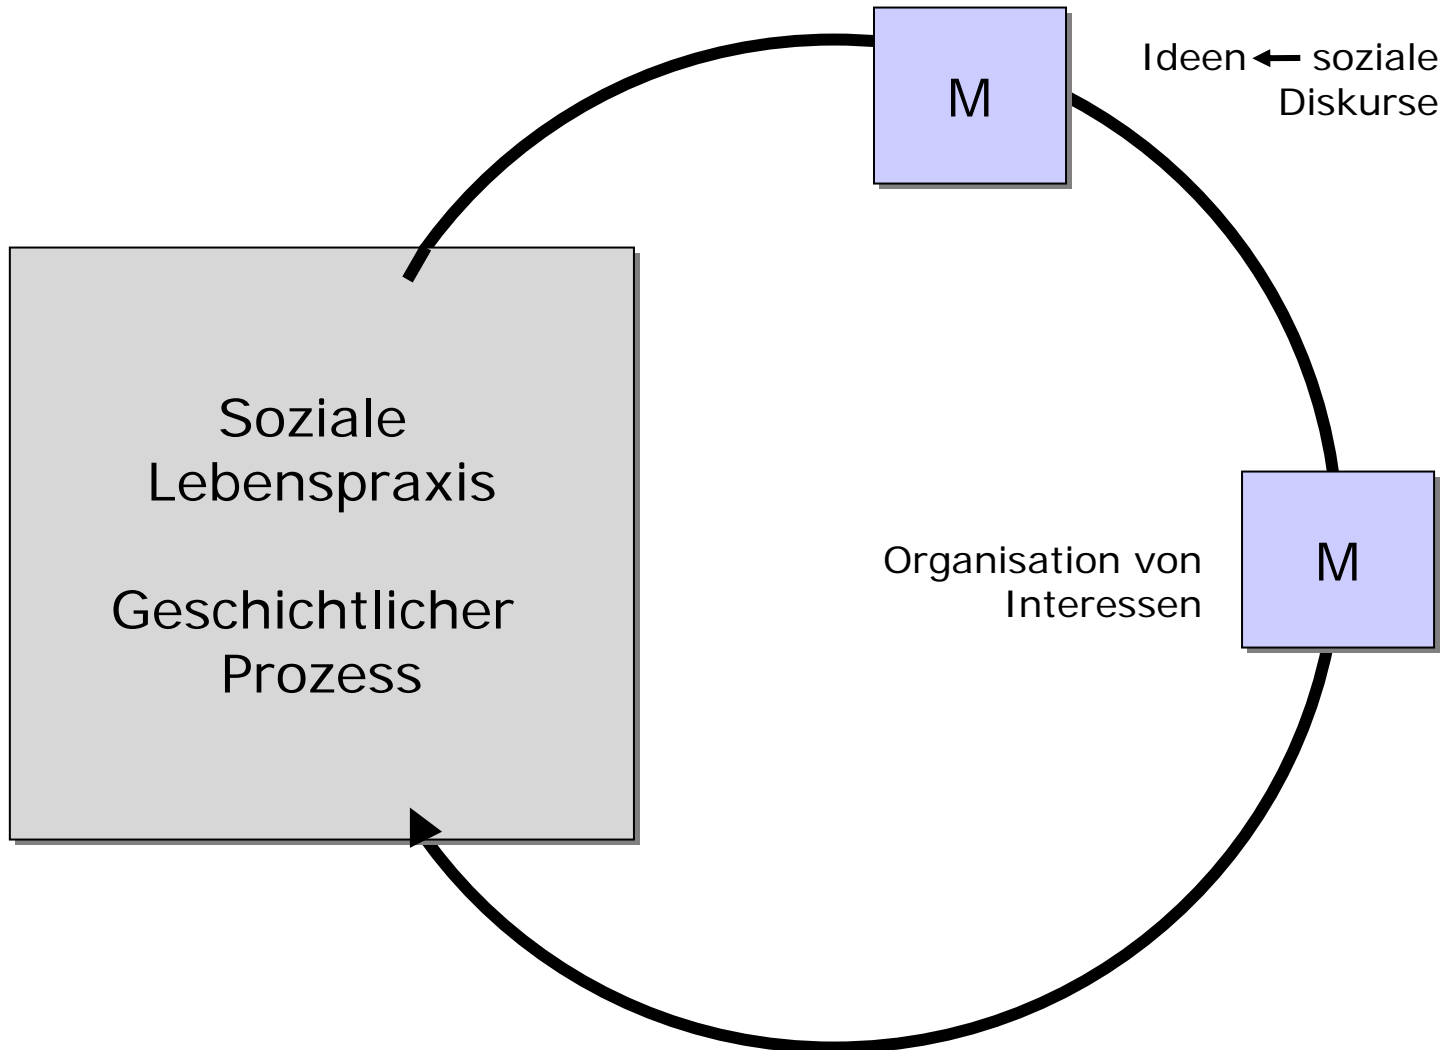 M
Ideen ← soziale
Diskurse
Soziale
Lebenspraxis
Geschichtlicher
Prozess
Organisation von
Interessen
M